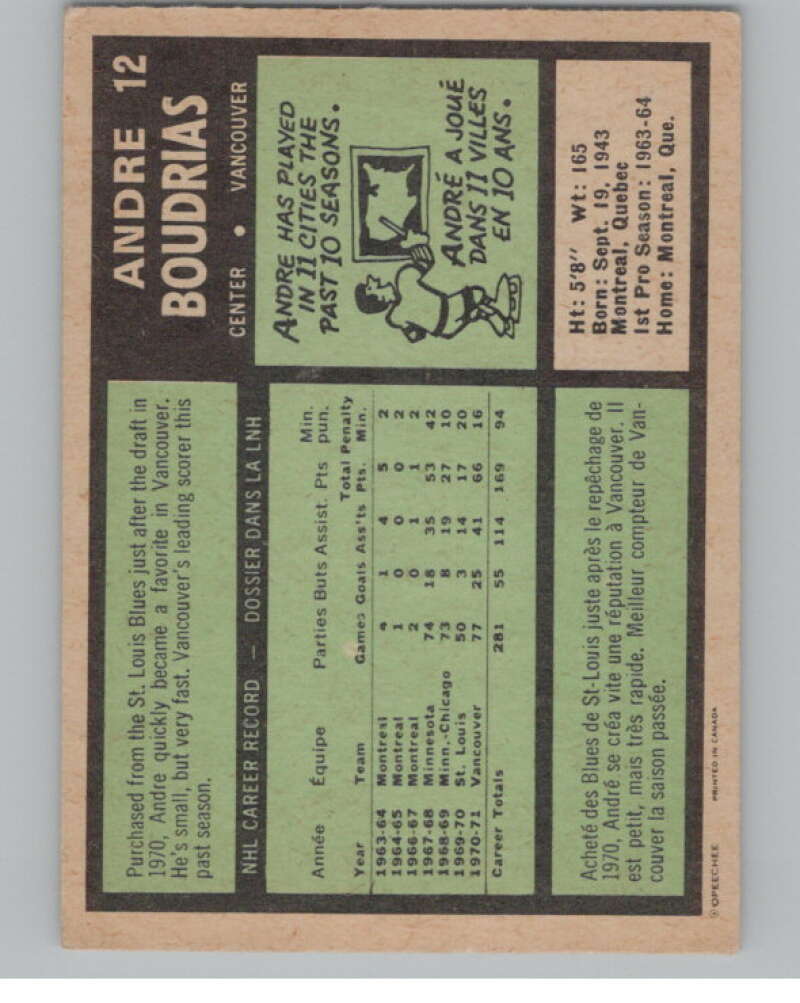 Purchased from the St. Louis Blues just after the draft in
1970, Andre quickly became a favorite in Vancouver.
He's small, but very fast. Vancouver's leading scorer this
past season.
ANDRE 12
BOUDRIAS
CENTER • VANCOUVER
NHL CAREER RECORD — DOSSIER DANS LA LNH
Année Équipe Parties Buts Assist. Pts Min. pun.
Year Team Games Goals Ass'ts Total Pts. Penalty Min.
1963-64 Montreal 4 1 4 5 2
1964-65 Montreal 1 0 0 0 2
1966-67 Montreal 2 0 1 1 2
1967-68 Minnesota 74 18 35 53 42
1968-69 Minn.-Chicago 73 8 19 27 10
1969-70 St. Louis 50 3 14 17 20
1970-71 Vancouver 77 25 41 66 16
Career Totals 281 55 114 169 94
ANDRE HAS PLAYED
IN 11 CITIES THE
PAST 10 SEASONS.
ANDRÉ A JOUÉ
DANS 11 VILLES
EN 10 ANS.
Acheté des Blues de St-Louis juste après le repêchage de
1970, André se créa vite une réputation à Vancouver. Il
est petit, mais très rapide. Meilleur compteur de Van-
couver la saison passée.
Ht: 5'8" Wt: 165
Born: Sept. 19, 1943
Montreal, Quebec
1st Pro Season: 1963-64
Home: Montreal, Que.
© OPEECHEE PRINTED IN CANADA